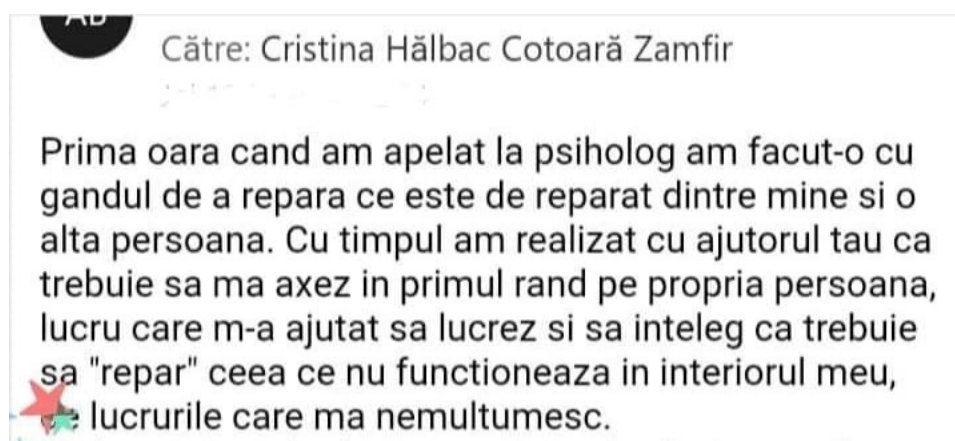 AB
Către: Cristina Hălbac Cotoară Zamfir
Prima oara cand am apelat la psiholog am facut-o cu
gandul de a repara ce este de reparat dintre mine si o
alta persoana. Cu timpul am realizat cu ajutorul tau ca
trebuie sa ma axez in primul rand pe propria persoana,
lucru care m-a ajutat sa lucrez si sa inteleg ca trebuie
sa "repar" ceea ce nu functioneaza in interiorul meu,
lucrurile care ma nemultumesc.